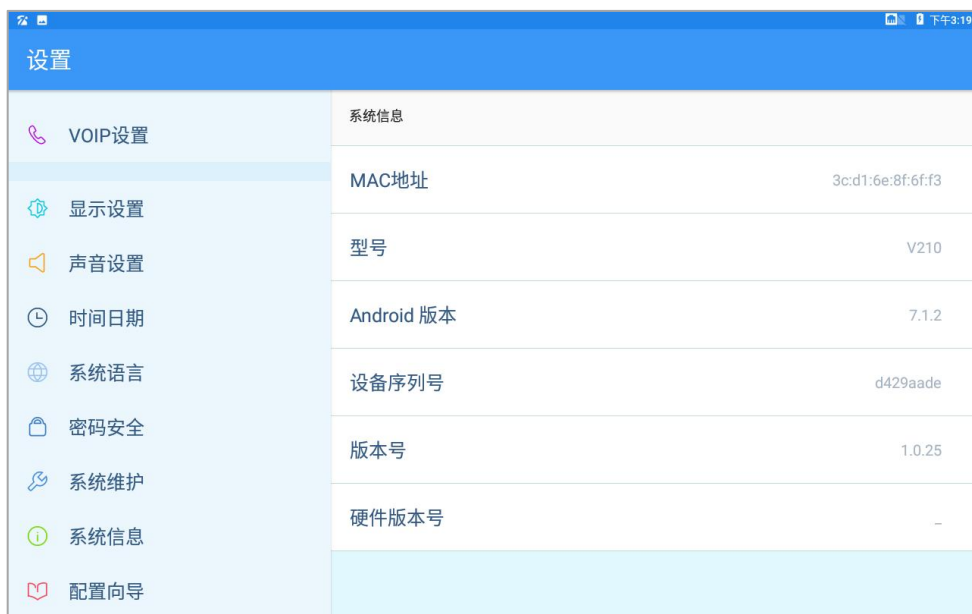 下午3:19
设置
VOIP设置
显示设置
声音设置
时间日期
系统语言
密码安全
系统维护
系统信息
配置向导
系统信息
MAC地址 3c:d1:6e:8f:6f:f3
型号 V210
Android 版本 7.1.2
设备序列号 d429aade
版本号 1.0.25
硬件版本号 _